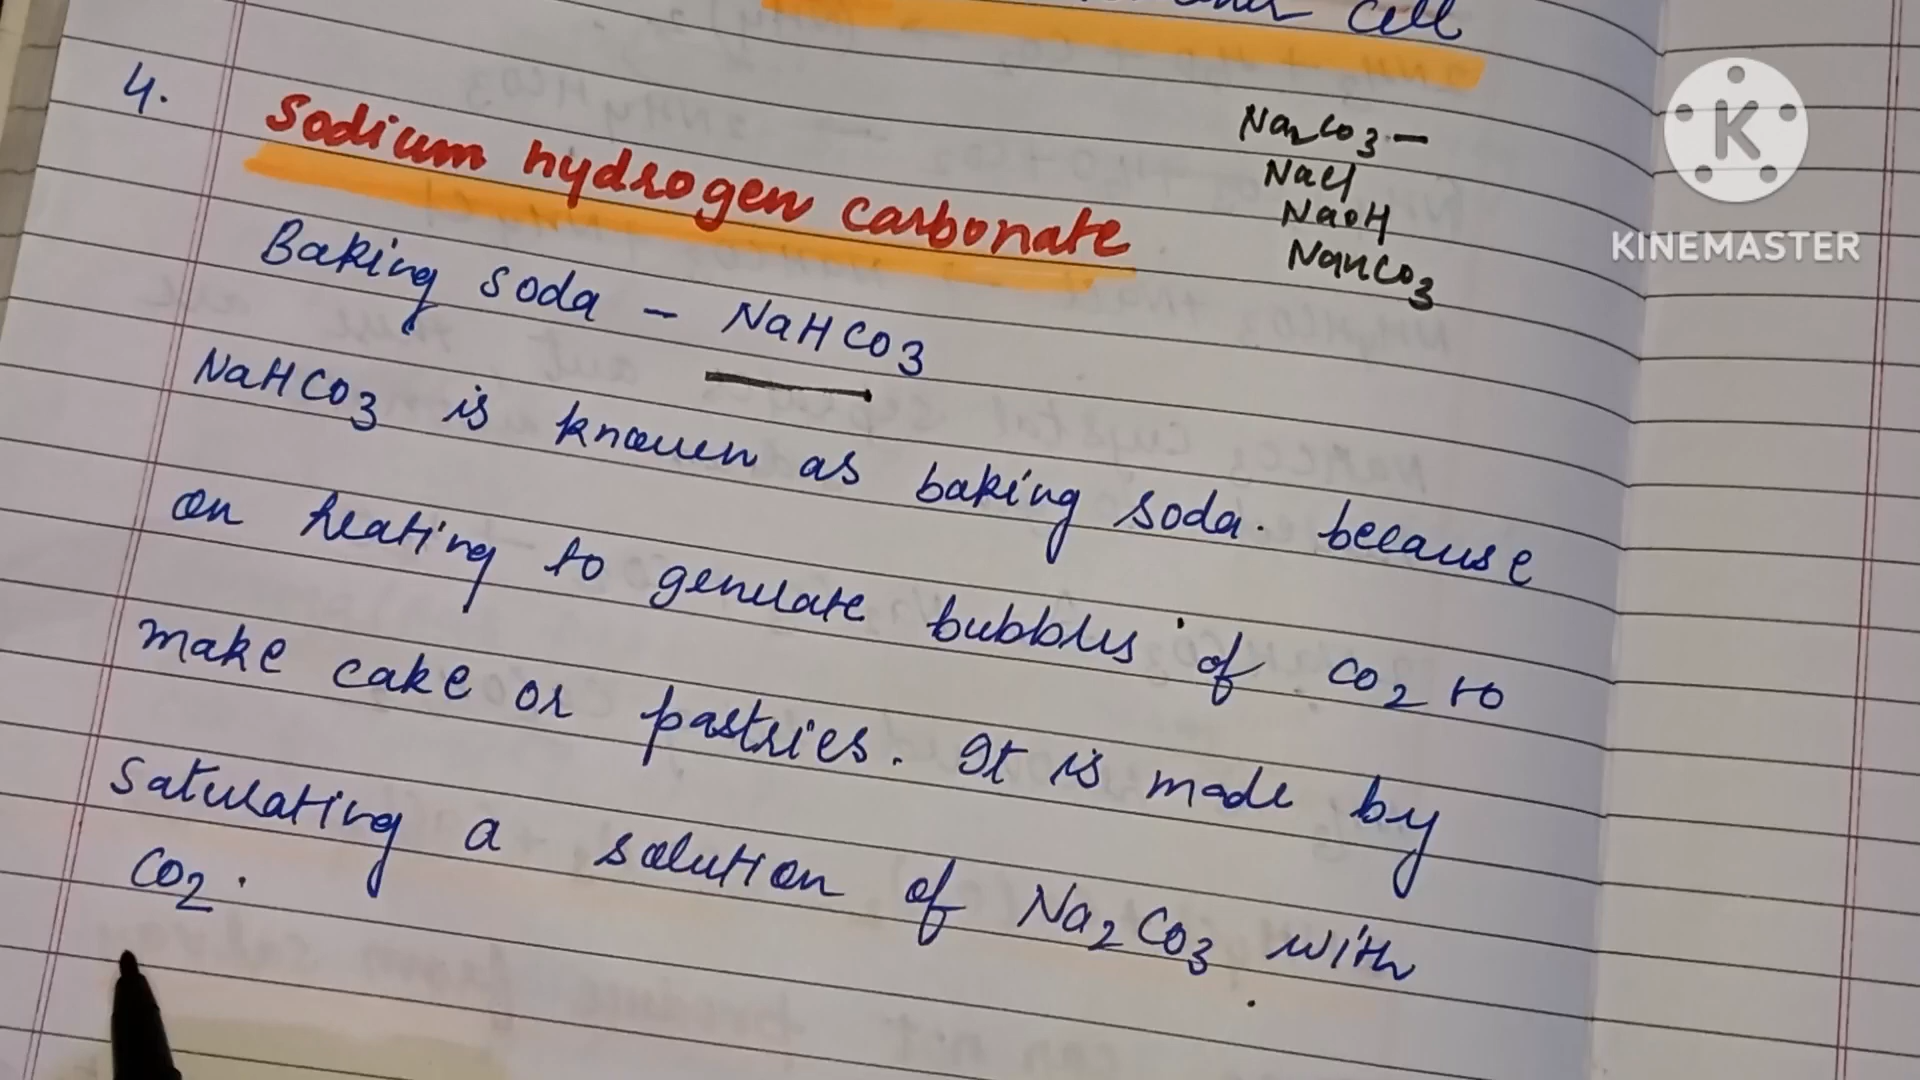 cell
4.
Sodium hydrogen carbonate
Na2CO3 -
NaCl
NaOH
NaHCO3
KINEMASTER
Baking soda - NaHCO3
NaHCO3 is known as baking soda. because
on heating to generate bubbles of CO2 to
make cake or pastries. It is made by
Saturating a solution of Na2CO3 with
CO2.